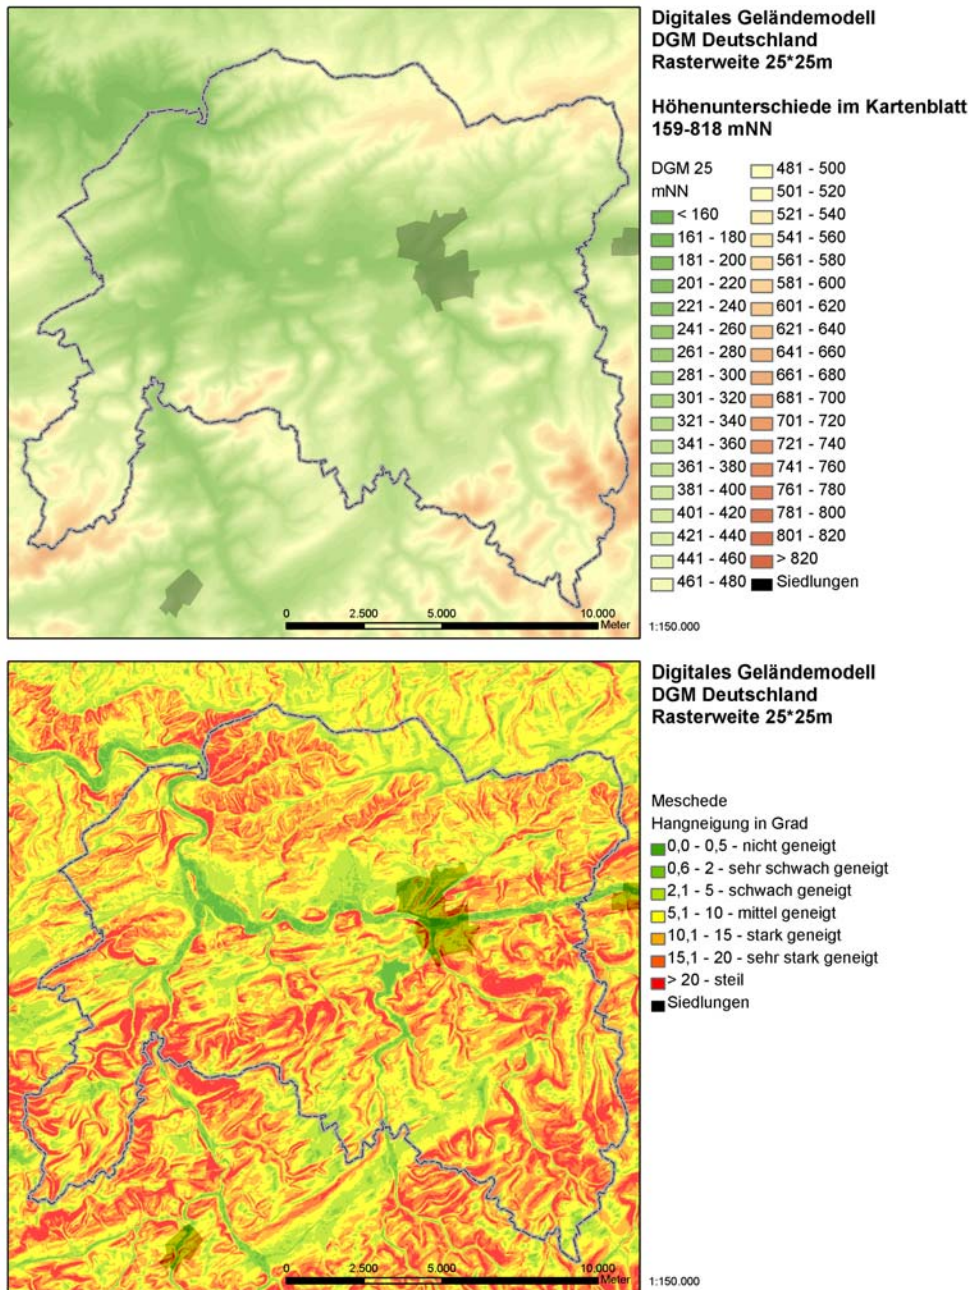 Digitales Geländemodell
DGM Deutschland
Rasterweite 25*25m
Höhenunterschiede im Kartenblatt
159-818 mNN
DGM 25
mNN
< 160
161 - 180
181 - 200
201 - 220
221 - 240
241 - 260
261 - 280
281 - 300
301 - 320
321 - 340
341 - 360
361 - 380
381 - 400
401 - 420
421 - 440
441 - 460
461 - 480
481 - 500
501 - 520
521 - 540
541 - 560
561 - 580
581 - 600
601 - 620
621 - 640
641 - 660
661 - 680
681 - 700
701 - 720
721 - 740
741 - 760
761 - 780
781 - 800
801 - 820
> 820
Siedlungen
0 2.500 5.000 10.000
Meter
1:150.000
Digitales Geländemodell
DGM Deutschland
Rasterweite 25*25m
Meschede
Hangneigung in Grad
0,0 - 0,5 - nicht geneigt
0,6 - 2 - sehr schwach geneigt
2,1 - 5 - schwach geneigt
5,1 - 10 - mittel geneigt
10,1 - 15 - stark geneigt
15,1 - 20 - sehr stark geneigt
> 20 - steil
Siedlungen
0 2.500 5.000 10.000
Meter
1:150.000